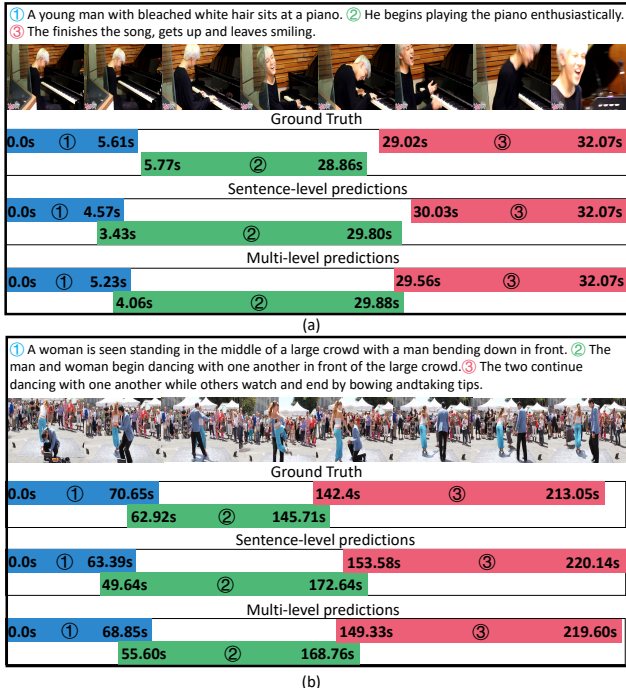 ① A young man with bleached white hair sits at a piano. ② He begins playing the piano enthusiastically.
③ The finishes the song, gets up and leaves smiling.
Ground Truth
0.0s ① 5.61s 29.02s ③ 32.07s
5.77s ② 28.86s
Sentence-level predictions
0.0s ① 4.57s 30.03s ③ 32.07s
3.43s ② 29.80s
Multi-level predictions
0.0s ① 5.23s 29.56s ③ 32.07s
4.06s ② 29.88s
(a)
① A woman is seen standing in the middle of a large crowd with a man bending down in front. ② The
man and woman begin dancing with one another in front of the large crowd.③ The two continue
dancing with one another while others watch and end by bowing andtaking tips.
Ground Truth
0.0s ① 70.65s 142.4s ③ 213.05s
62.92s ② 145.71s
Sentence-level predictions
0.0s ① 63.39s 153.58s ③ 220.14s
49.64s ② 172.64s
Multi-level predictions
0.0s ① 68.85s 149.33s ③ 219.60s
55.60s ② 168.76s
(b)